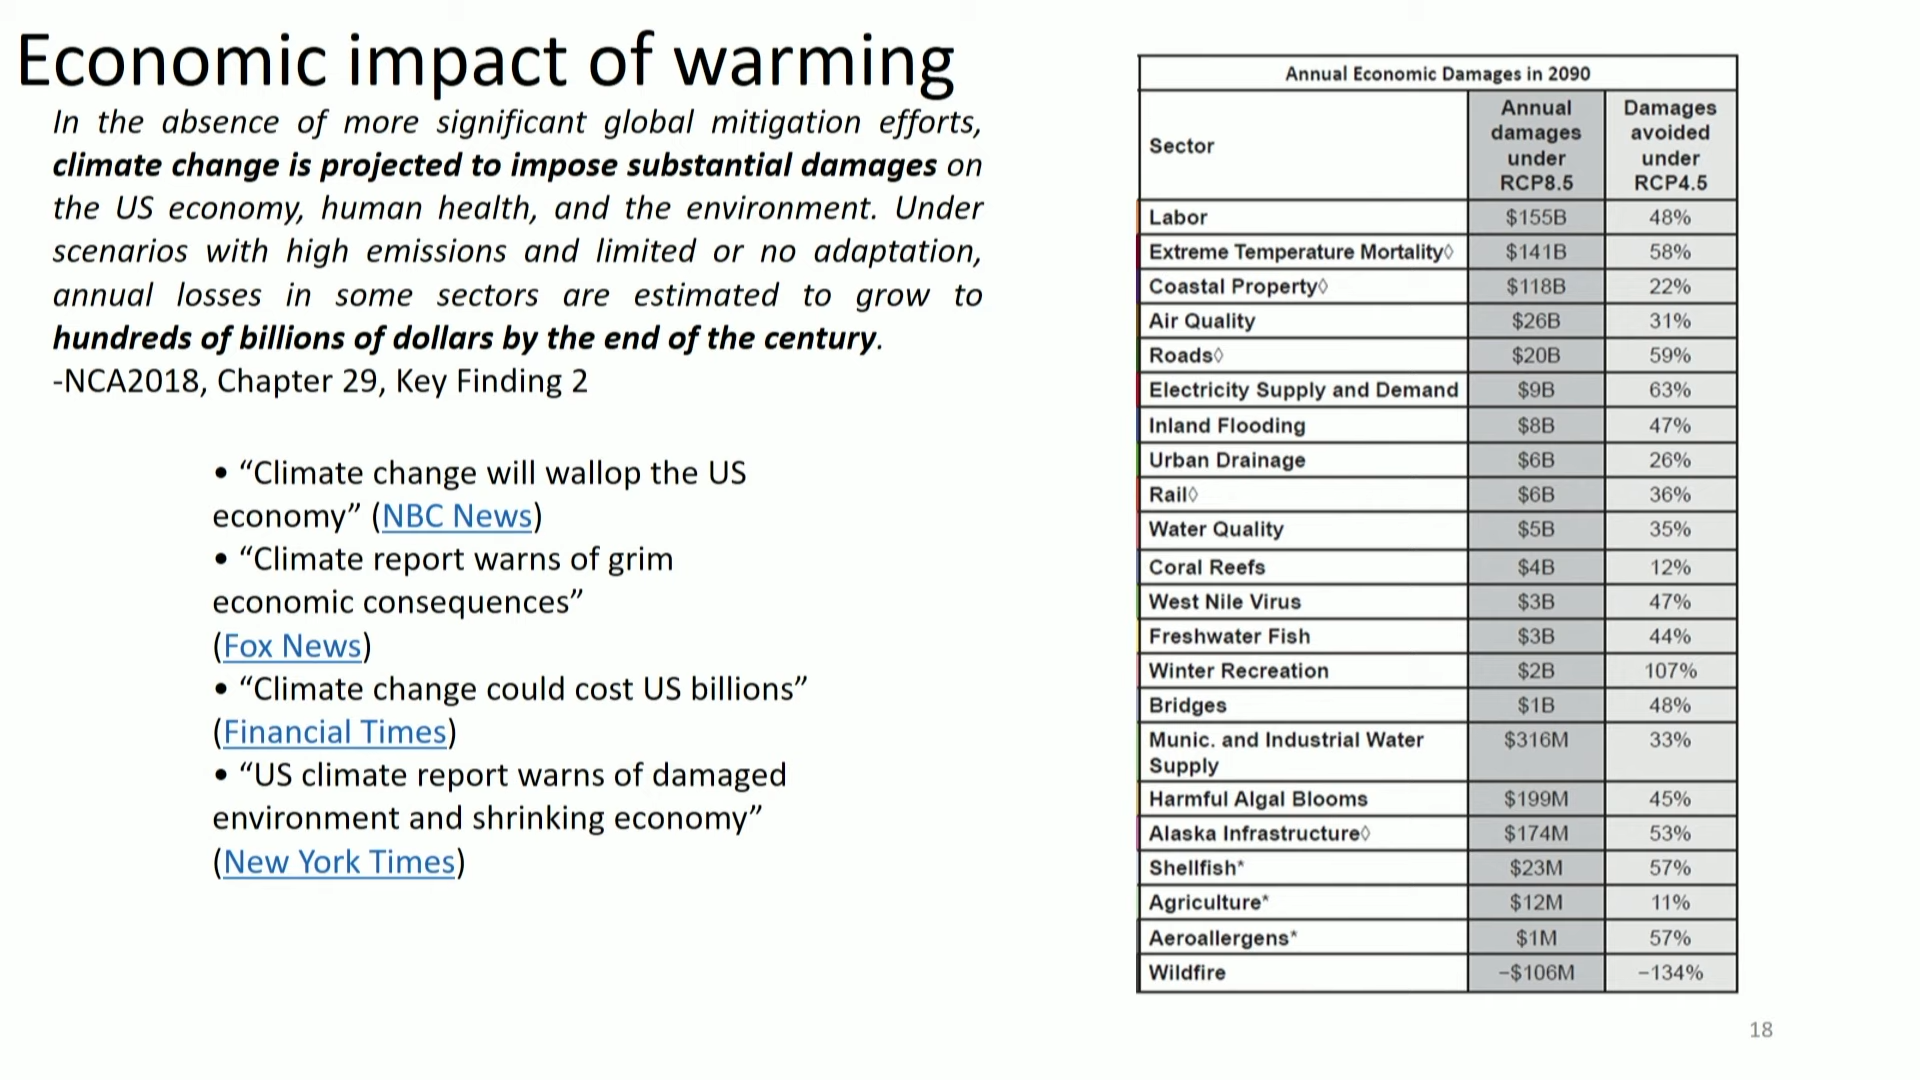 Economic impact of warming
In the absence of more significant global mitigation efforts,
climate change is projected to impose substantial damages on
the US economy, human health, and the environment. Under
scenarios with high emissions and limited or no adaptation,
annual losses in some sectors are estimated to grow to
hundreds of billions of dollars by the end of the century.
-NCA2018, Chapter 29, Key Finding 2
• “Climate change will wallop the US
economy” (NBC News)
• “Climate report warns of grim
economic consequences”
(Fox News)
• “Climate change could cost US billions”
(Financial Times)
• “US climate report warns of damaged
environment and shrinking economy”
(New York Times)
Annual Economic Damages in 2090
Sector
Annual
damages
under
RCP8.5
Damages
avoided
under
RCP4.5
Labor $155B 48%
Extreme Temperature Mortality◊ $141B 58%
Coastal Property◊ $118B 22%
Air Quality $26B 31%
Roads◊ $20B 59%
Electricity Supply and Demand $9B 63%
Inland Flooding $8B 47%
Urban Drainage $6B 26%
Rail◊ $6B 36%
Water Quality $5B 35%
Coral Reefs $4B 12%
West Nile Virus $3B 47%
Freshwater Fish $3B 44%
Winter Recreation $2B 107%
Bridges $1B 48%
Munic. and Industrial Water $316M 33%
Supply
Harmful Algal Blooms $199M 45%
Alaska Infrastructure◊ $174M 53%
Shellfish* $23M 57%
Agriculture* $12M 11%
Aeroallergens* $1M 57%
Wildfire −$106M −134%
18